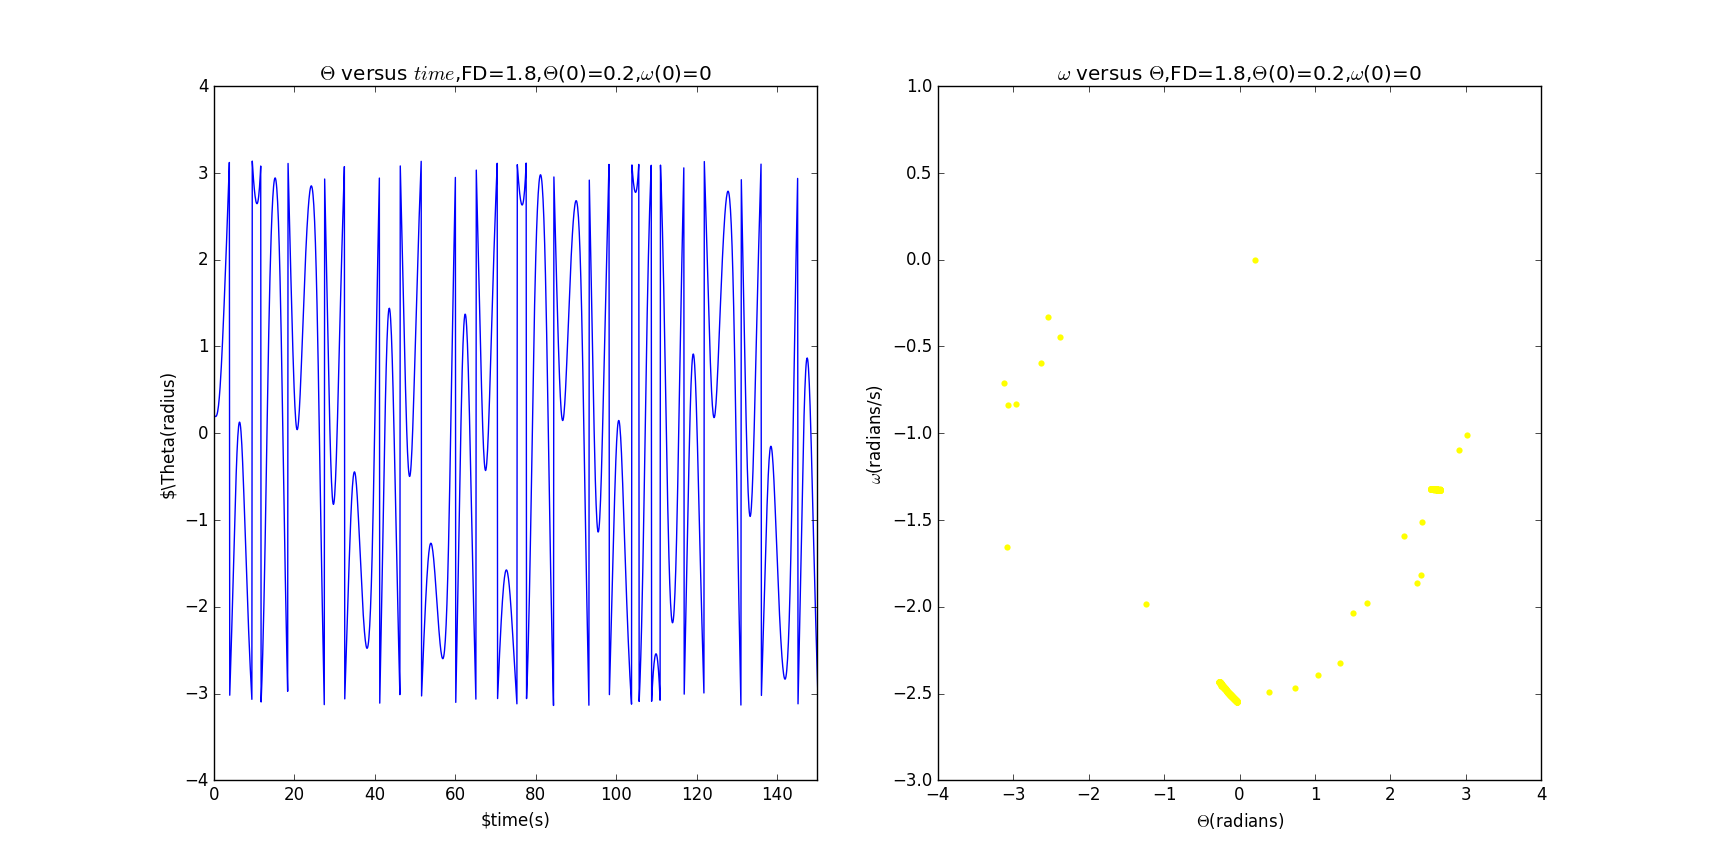 Θ versus time,FD=1.8,Θ(0)=0.2,ω(0)=0
4
3
2
1
0
−1
−2
−3
−4
$\Theta(radius)
0 20 40 60 80 100 120 140
$time(s)
ω versus Θ,FD=1.8,Θ(0)=0.2,ω(0)=0
1.0
0.5
0.0
−0.5
−1.0
−1.5
−2.0
−2.5
−3.0
ω(radians/s)
−4 −3 −2 −1 0 1 2 3 4
Θ(radians)